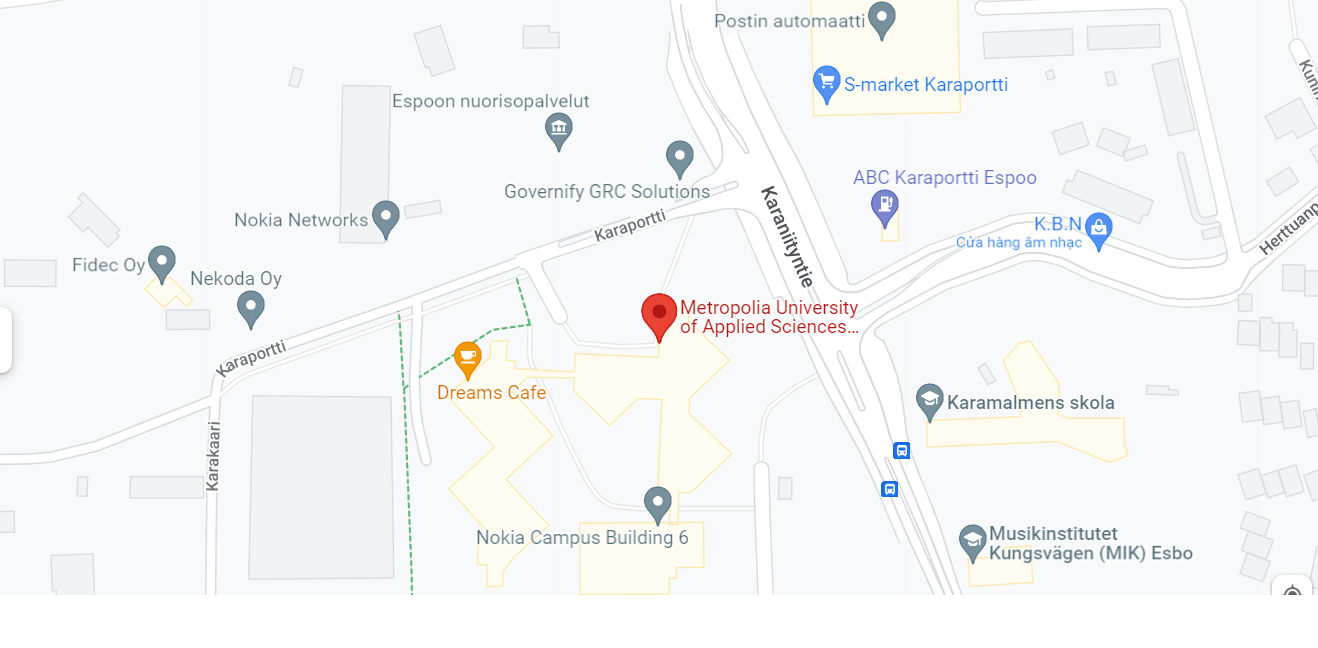 Postin automaatti
S-market Karaportti
Espoon nuorisopalvelut
Governify GRC Solutions
ABC Karaportti Espoo
Nokia Networks
Karaportti
Karanityntie
K.B.N
Cửa hàng âm nhạc
Fidec Oy
Nekoda Oy
Metropolia University
of Applied Sciences...
Karaportti
Dreams Cafe
Karamalmens skola
Karakaari
Nokia Campus Building 6
Musikinstitutet
Kungsvägen (MIK) Esbo